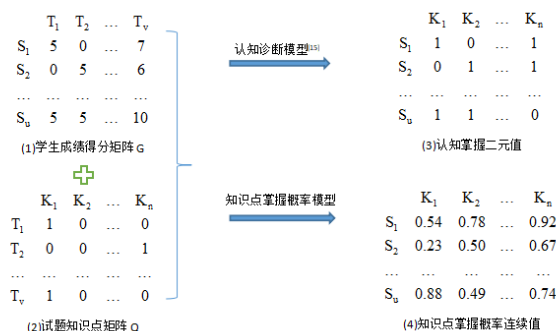 T1 T2 … Tv
S1 5 0 … 7
S2 0 5 … 6
… … … …
Su 5 5 … 10
(1)学生成绩得分矩阵 G
K1 K2 … Kn
T1 1 0 … 0
T2 0 0 … 1
… … … …
Tv 1 0 … 0
(2)试题知识点矩阵 Q
认知诊断模型[15]
知识点掌握概率模型
K1 K2 … Kn
S1 1 0 … 1
S2 0 1 … 1
… … … …
Su 1 1 … 0
(3)认知掌握二元值
K1 K2 … Kn
S1 0.54 0.78 … 0.92
S2 0.23 0.50 … 0.67
… … … …
Su 0.88 0.49 … 0.74
(4)知识点掌握概率连续值